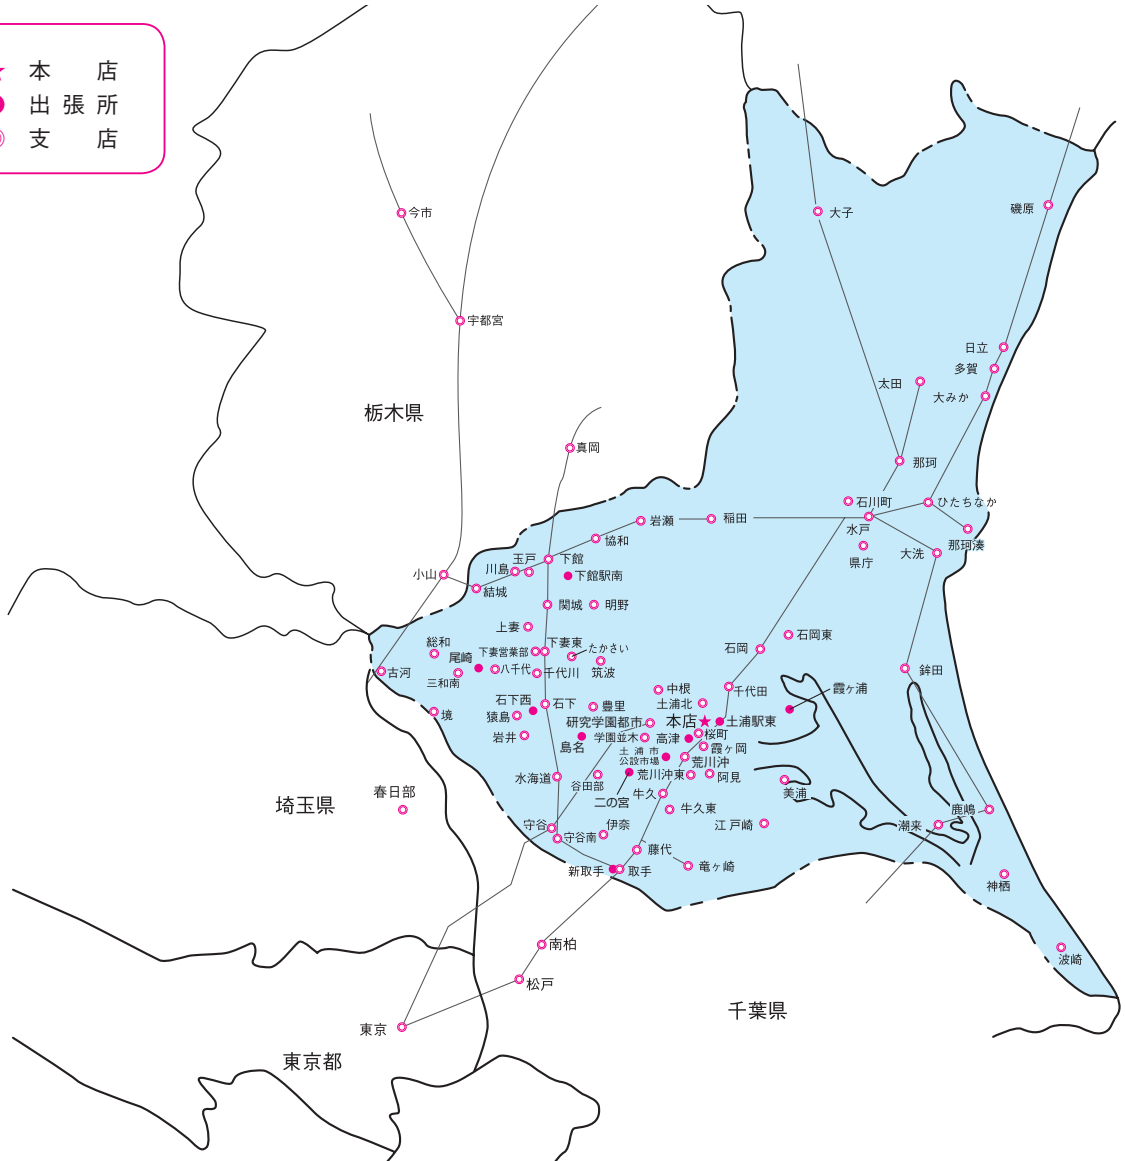 本店
出張所
支店
今市
大子
磯原
宇都宮
日立
多賀
太田
大みか
栃木県
真岡
那珂
石川町
ひたちなか
岩瀬
稲田
水戸
協和
那珂湊
県庁
大洗
玉戸
下館
川島
小山
下館駅南
結城
関城
明野
上妻
石岡東
総和
下妻東
たかさい
石岡
尾崎
下妻営業部
古河
八千代
千代川
筑波
鉾田
三和南
中根
千代田
霞ヶ浦
石下西
石下
豊里
土浦北
境
猿島
研究学園都市
本店
土浦駅東
岩井
学園並木
高津
桜町
島名
霞ヶ岡
土浦市
公設市場
荒川沖
水海道
谷田部
荒川沖東
阿見
春日部
二の宮
牛久
美浦
埼玉県
牛久東
鹿嶋
守谷
伊奈
江戸崎
潮来
守谷南
藤代
新取手
取手
竜ヶ崎
神栖
南柏
波崎
松戸
千葉県
東京
東京都